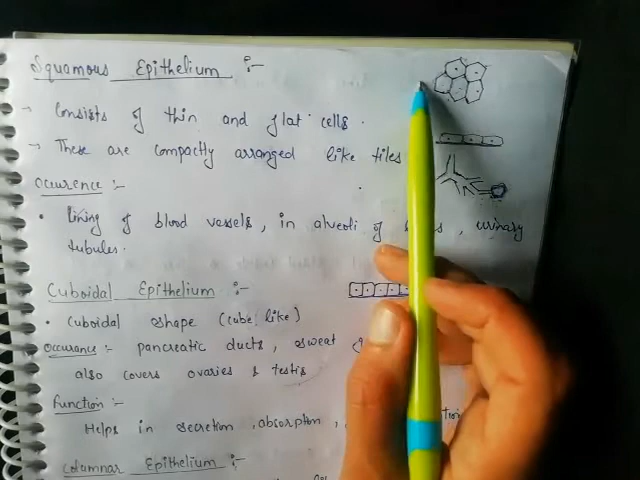 Squamous Epithelium :-
→ Consists of thin and flat cells.
→ These are compactly arranged like tiles
Occurence :-
• lining of blood vessels, in alveoli of , urinary
tubules.
Cuboidal Epithelium :-
• Cuboidal shape (cube like)
Occurance :- pancreatic ducts, sweat
also covers ovaries & testis
Function :-
Helps in secretion, absorption,
Columnar Epithelium :-